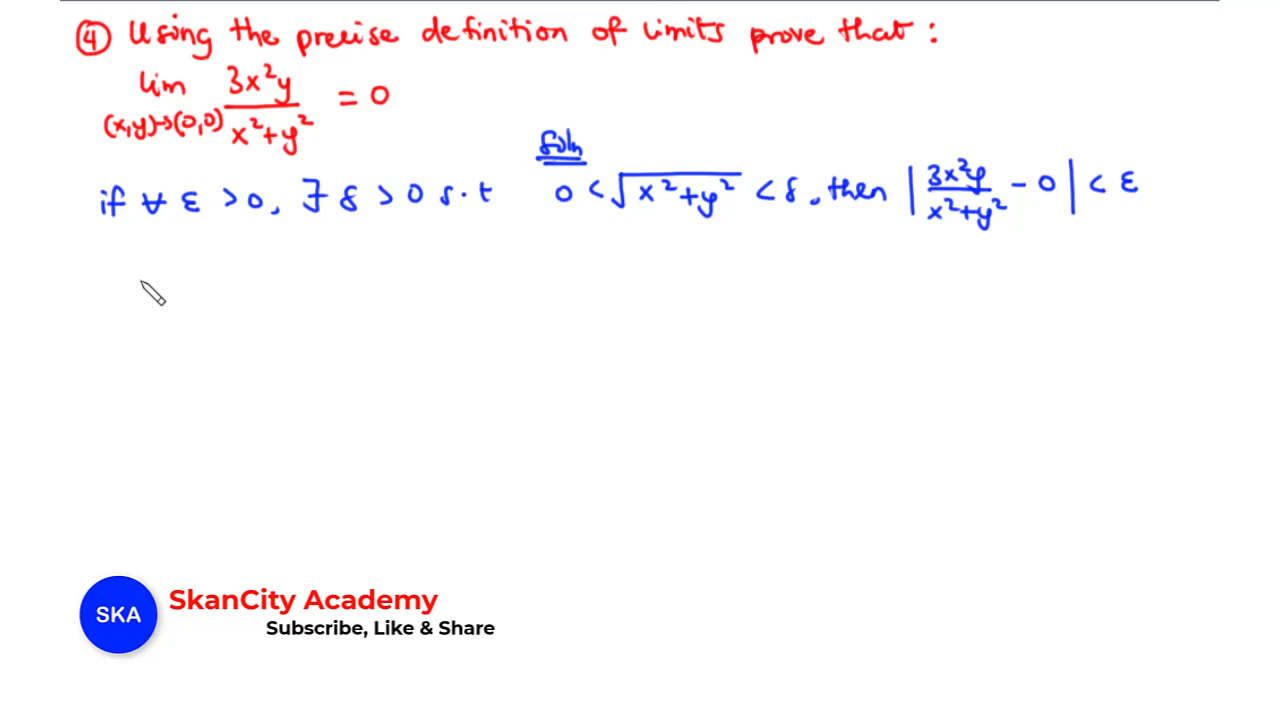 ④ Using the precise definition of limits prove that :
lim (x,y)→(0,0) 3x²y / x²+y² = 0
Soln
if ∀ ε > 0, ∃ δ > 0 s.t 0 < √x²+y² < δ, then | 3x²y / x²+y² - 0 | < ε
SKA
SkanCity Academy
Subscribe, Like & Share